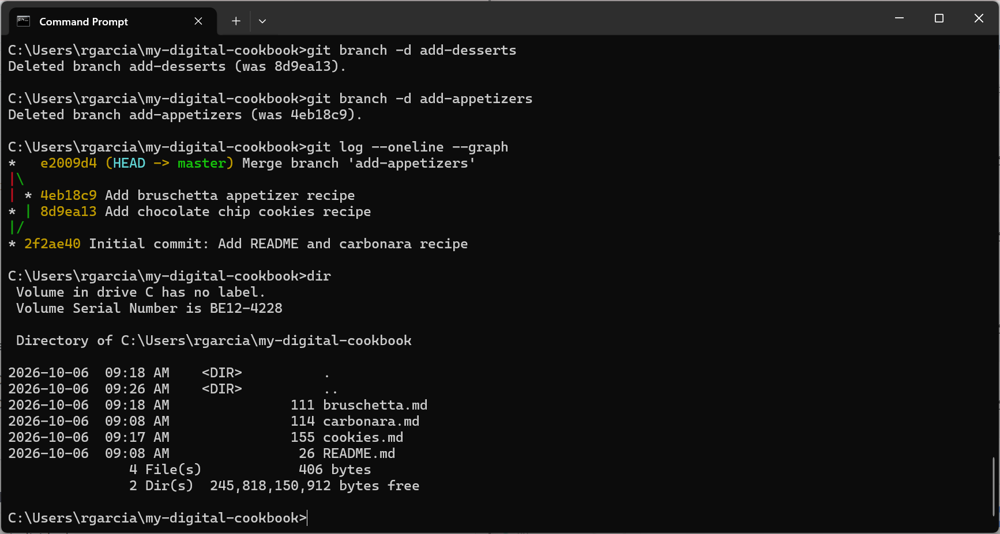 Command Prompt
C:\Users\rgarcia\my-digital-cookbook>git branch -d add-desserts
Deleted branch add-desserts (was 8d9ea13).
C:\Users\rgarcia\my-digital-cookbook>git branch -d add-appetizers
Deleted branch add-appetizers (was 4eb18c9).
C:\Users\rgarcia\my-digital-cookbook>git log --oneline --graph
*   e2009d4 (HEAD -> master) Merge branch 'add-appetizers'
|\
| * 4eb18c9 Add bruschetta appetizer recipe
* | 8d9ea13 Add chocolate chip cookies recipe
|/
* 2f2ae40 Initial commit: Add README and carbonara recipe
C:\Users\rgarcia\my-digital-cookbook>dir
 Volume in drive C has no label.
 Volume Serial Number is BE12-4228
 Directory of C:\Users\rgarcia\my-digital-cookbook
2026-10-06  09:18 AM    <DIR>          .
2026-10-06  09:26 AM    <DIR>          ..
2026-10-06  09:18 AM               111 bruschetta.md
2026-10-06  09:08 AM               114 carbonara.md
2026-10-06  09:17 AM               155 cookies.md
2026-10-06  09:08 AM                26 README.md
               4 File(s)            406 bytes
               2 Dir(s)  245,818,150,912 bytes free
C:\Users\rgarcia\my-digital-cookbook>